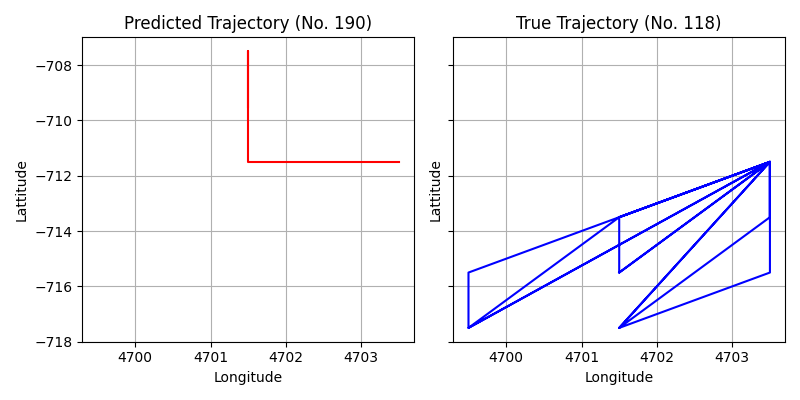 Predicted Trajectory (No. 190)
True Trajectory (No. 118)
−708
−710
−712
−714
−716
−718
Lattitude
Lattitude
4700 4701 4702 4703
4700 4701 4702 4703
Longitude
Longitude